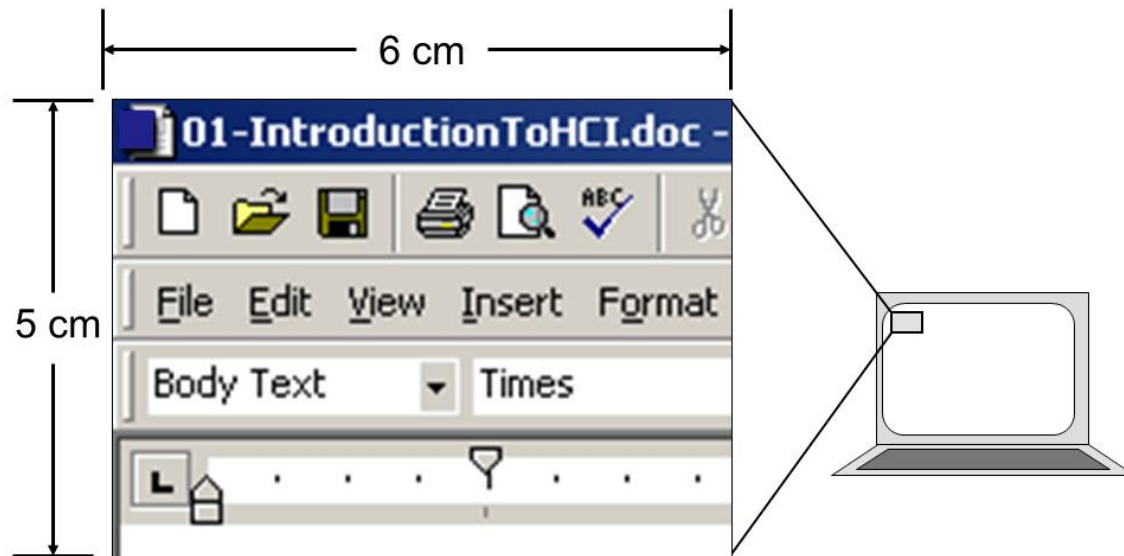 6 cm
01-IntroductionToHCI.doc -
ABC
File Edit View Insert Format
5 cm
Body Text Times
L